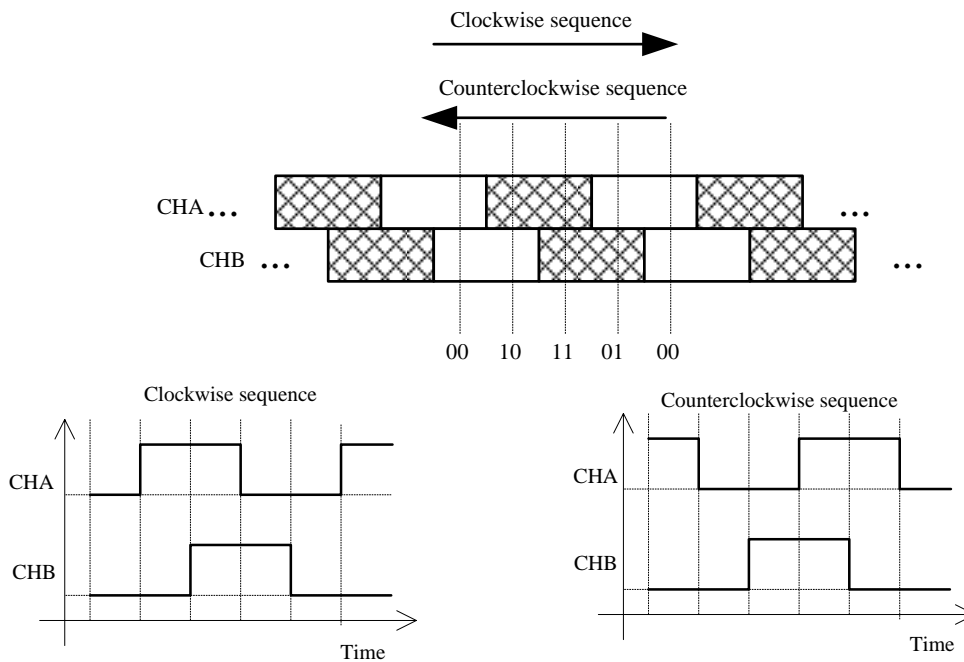 Clockwise sequence
Counterclockwise sequence
CHA ...
...
CHB ...
...
00 10 11 01 00
Clockwise sequence
CHA
CHB
Time
Counterclockwise sequence
CHA
CHB
Time